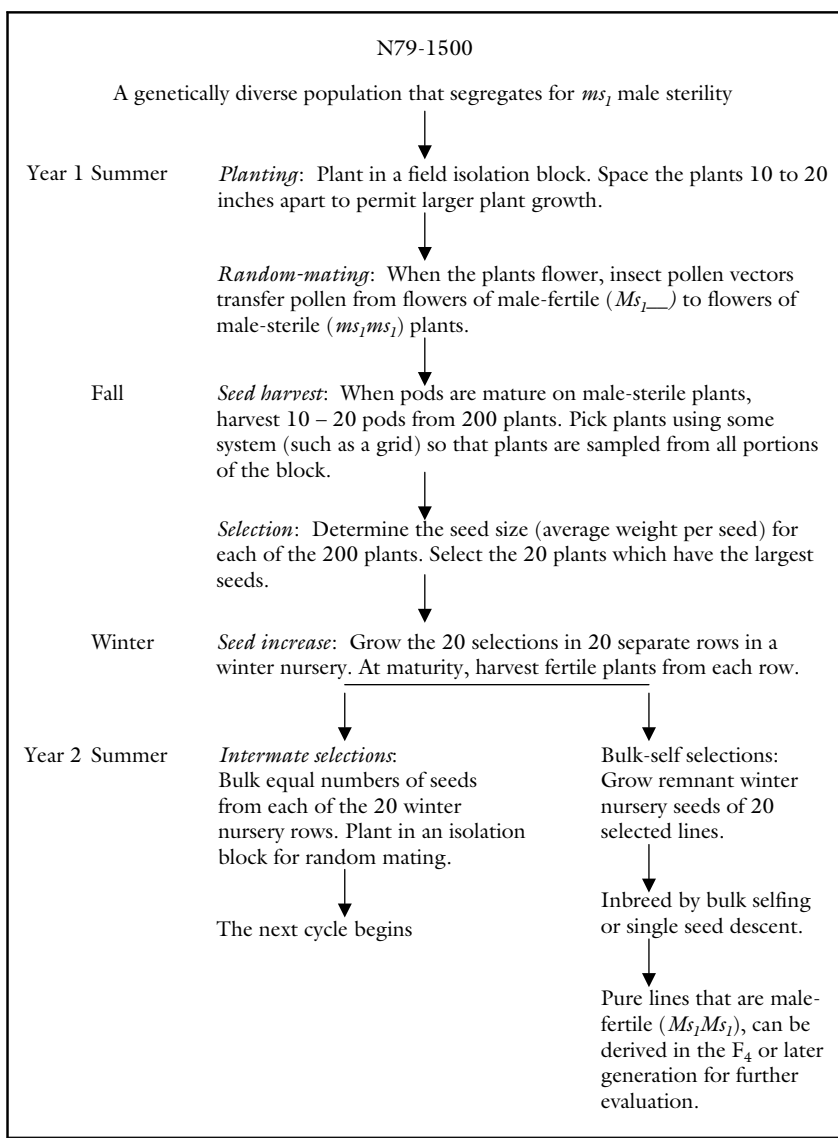 N79-1500
A genetically diverse population that segregates for ms₁ male sterility
Year 1 Summer
Planting: Plant in a field isolation block. Space the plants 10 to 20
inches apart to permit larger plant growth.
Random-mating: When the plants flower, insect pollen vectors
transfer pollen from flowers of male-fertile (Ms₁__) to flowers of
male-sterile (ms₁ms₁) plants.
Fall
Seed harvest: When pods are mature on male-sterile plants,
harvest 10 – 20 pods from 200 plants. Pick plants using some
system (such as a grid) so that plants are sampled from all portions
of the block.
Selection: Determine the seed size (average weight per seed) for
each of the 200 plants. Select the 20 plants which have the largest
seeds.
Winter
Seed increase: Grow the 20 selections in 20 separate rows in a
winter nursery. At maturity, harvest fertile plants from each row.
Year 2 Summer
Intermate selections:
Bulk equal numbers of seeds
from each of the 20 winter
nursery rows. Plant in an isolation
block for random mating.
The next cycle begins
Bulk-self selections:
Grow remnant winter
nursery seeds of 20
selected lines.
Inbreed by bulk selfing
or single seed descent.
Pure lines that are male-
fertile (Ms₁Ms₁), can be
derived in the F₄ or later
generation for further
evaluation.